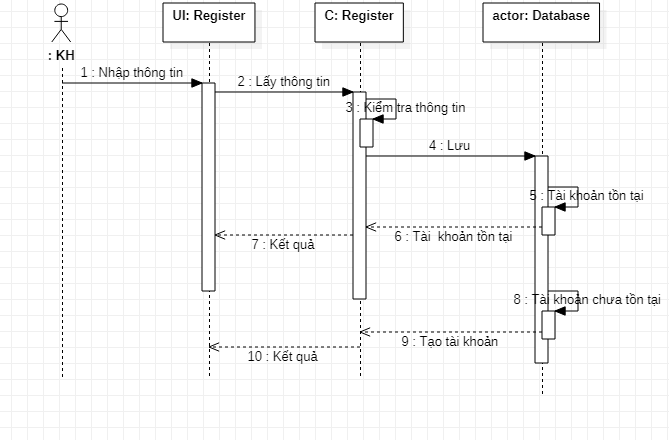 UI: Register
C: Register
actor: Database
: KH
1 : Nhập thông tin
2 : Lấy thông tin
3 : Kiểm tra thông tin
4 : Lưu
5 : Tài khoản tồn tại
6 : Tài khoản tồn tại
7 : Kết quả
8 : Tài khoản chưa tồn tại
9 : Tạo tài khoản
10 : Kết quả